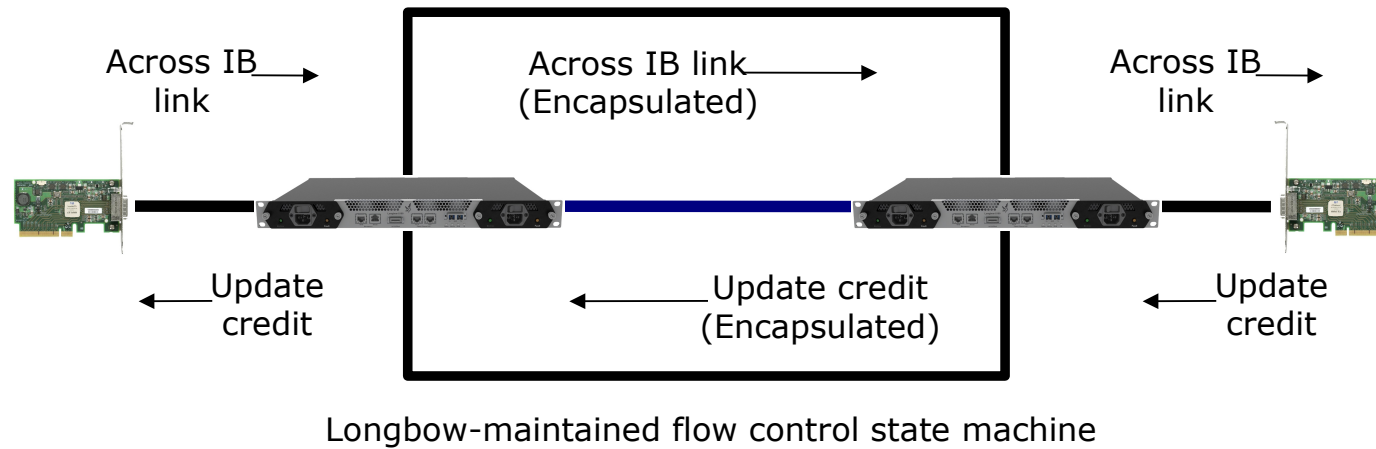 Across IB
link
Across IB link
(Encapsulated)
Across IB
link
Update
credit
Update credit
(Encapsulated)
Update
credit
Longbow-maintained flow control state machine